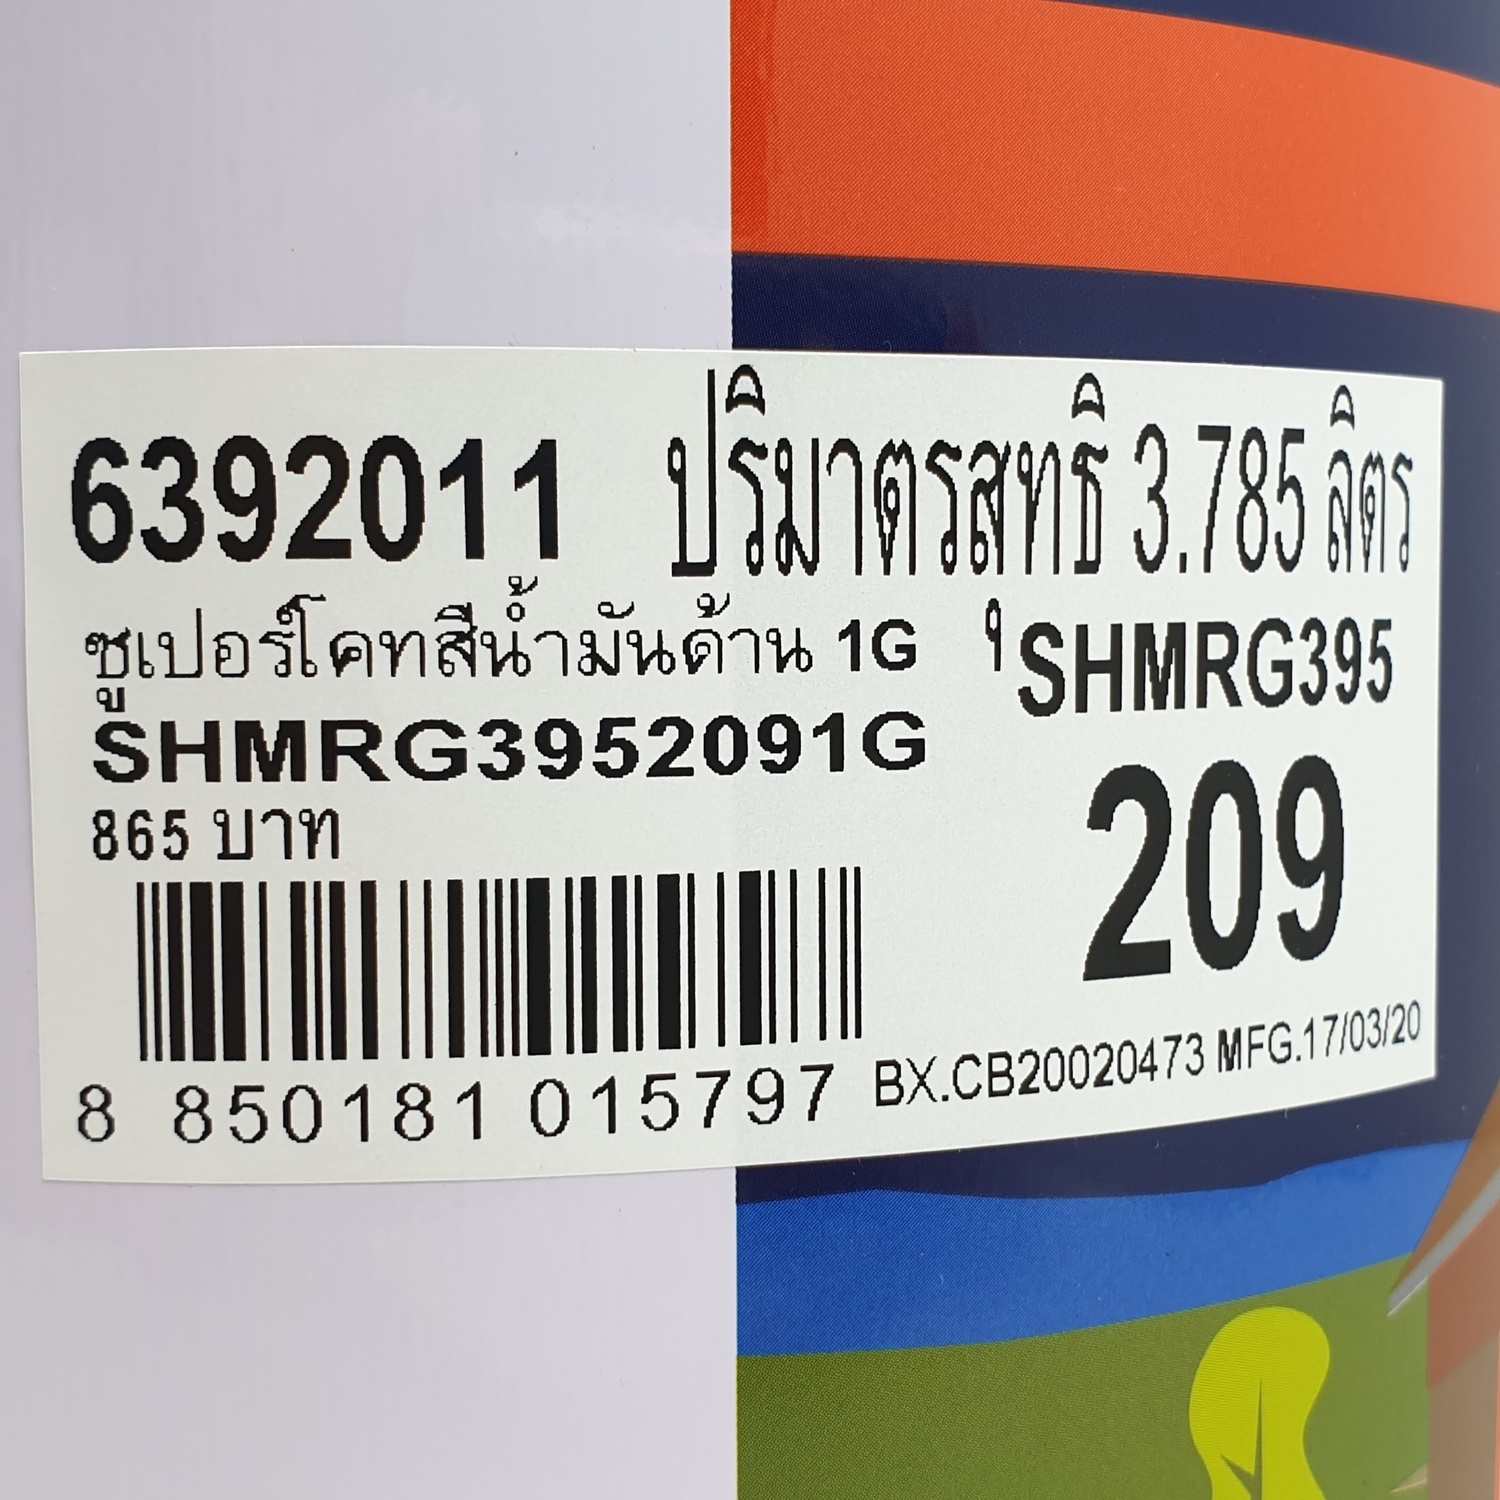 6392011 ปริมาตรสุทธิ 3.785 ลิตร
ซูเปอร์โคทสีน้ำมันด้าน 1G
SHMRG395
SHMRG3952091G
209
865 บาท
8 850181 015797
BX.CB20020473 MFG.17/03/20